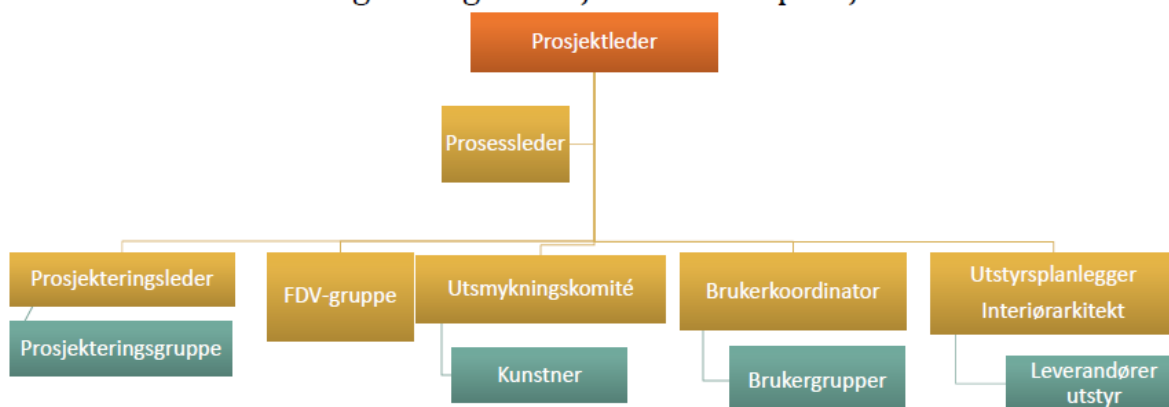 Prosjektleder
Prosessleder
Prosjekteringsleder
FDV-gruppe
Utsmykningskomité
Brukerkoordinator
Utstyrsplanlegger
Interiørarkitekt
Prosjekteringsgruppe
Kunstner
Brukergrupper
Leverandører
utstyr